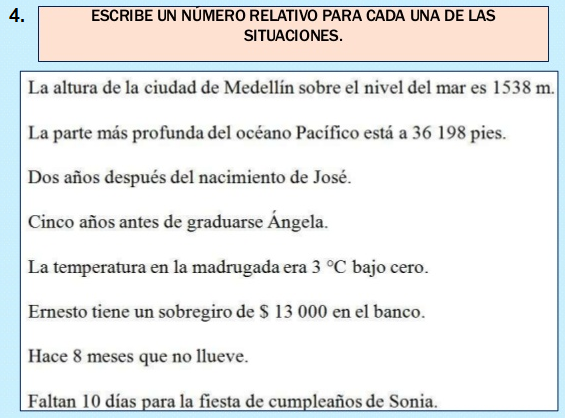 4.
ESCRIBE UN NÚMERO RELATIVO PARA CADA UNA DE LAS
SITUACIONES.
La altura de la ciudad de Medellín sobre el nivel del mar es 1538 m.
La parte más profunda del océano Pacífico está a 36 198 pies.
Dos años después del nacimiento de José.
Cinco años antes de graduarse Ángela.
La temperatura en la madrugada era 3 °C bajo cero.
Ernesto tiene un sobregiro de $ 13 000 en el banco.
Hace 8 meses que no llueve.
Faltan 10 días para la fiesta de cumpleaños de Sonia.